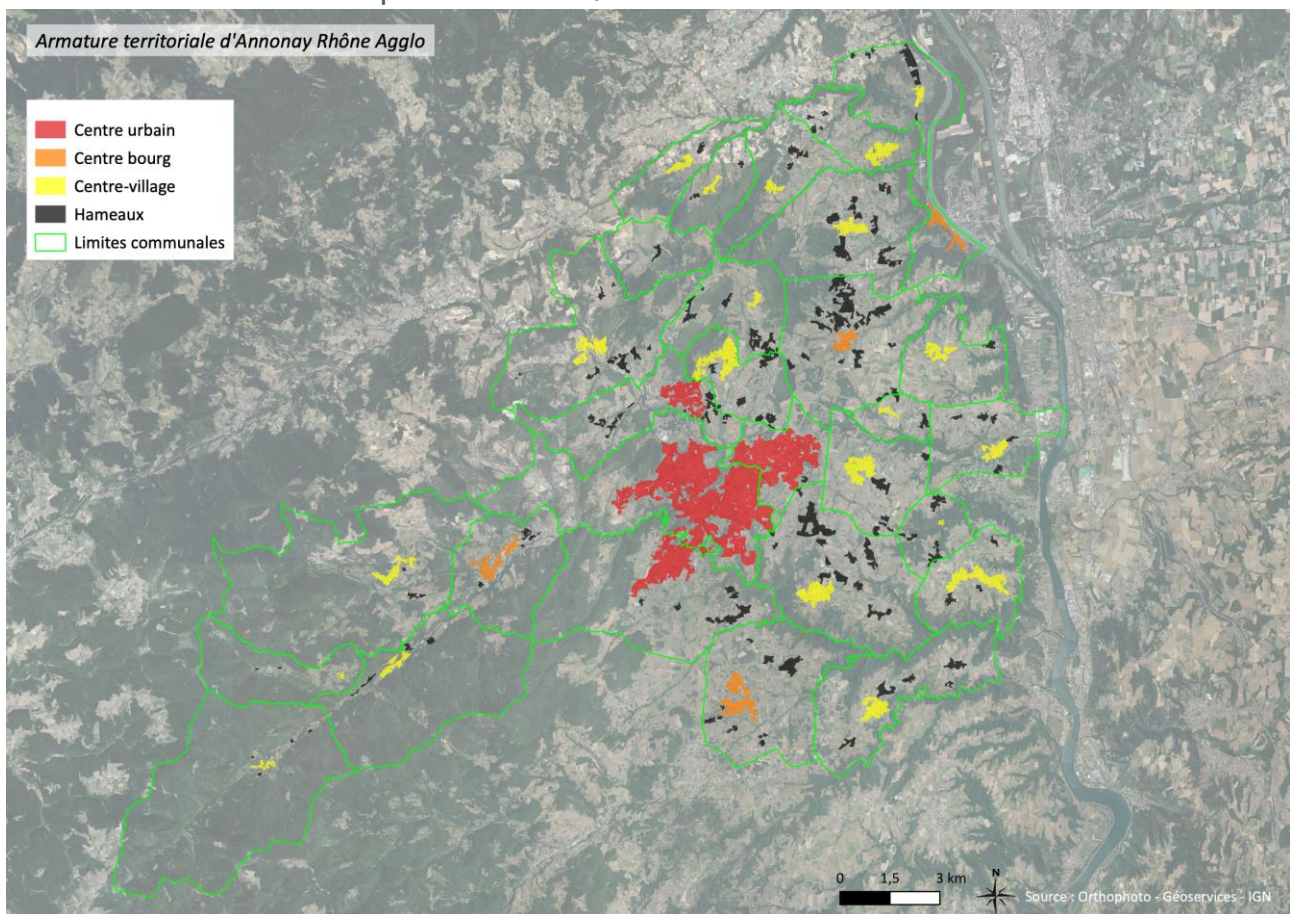 Armature territoriale d'Annonay Rhône Agglo
Centre urbain
Centre bourg
Centre-village
Hameaux
Limites communales
0 1,5 3 km
N
Source : Orthophoto - Géoservices - IGN